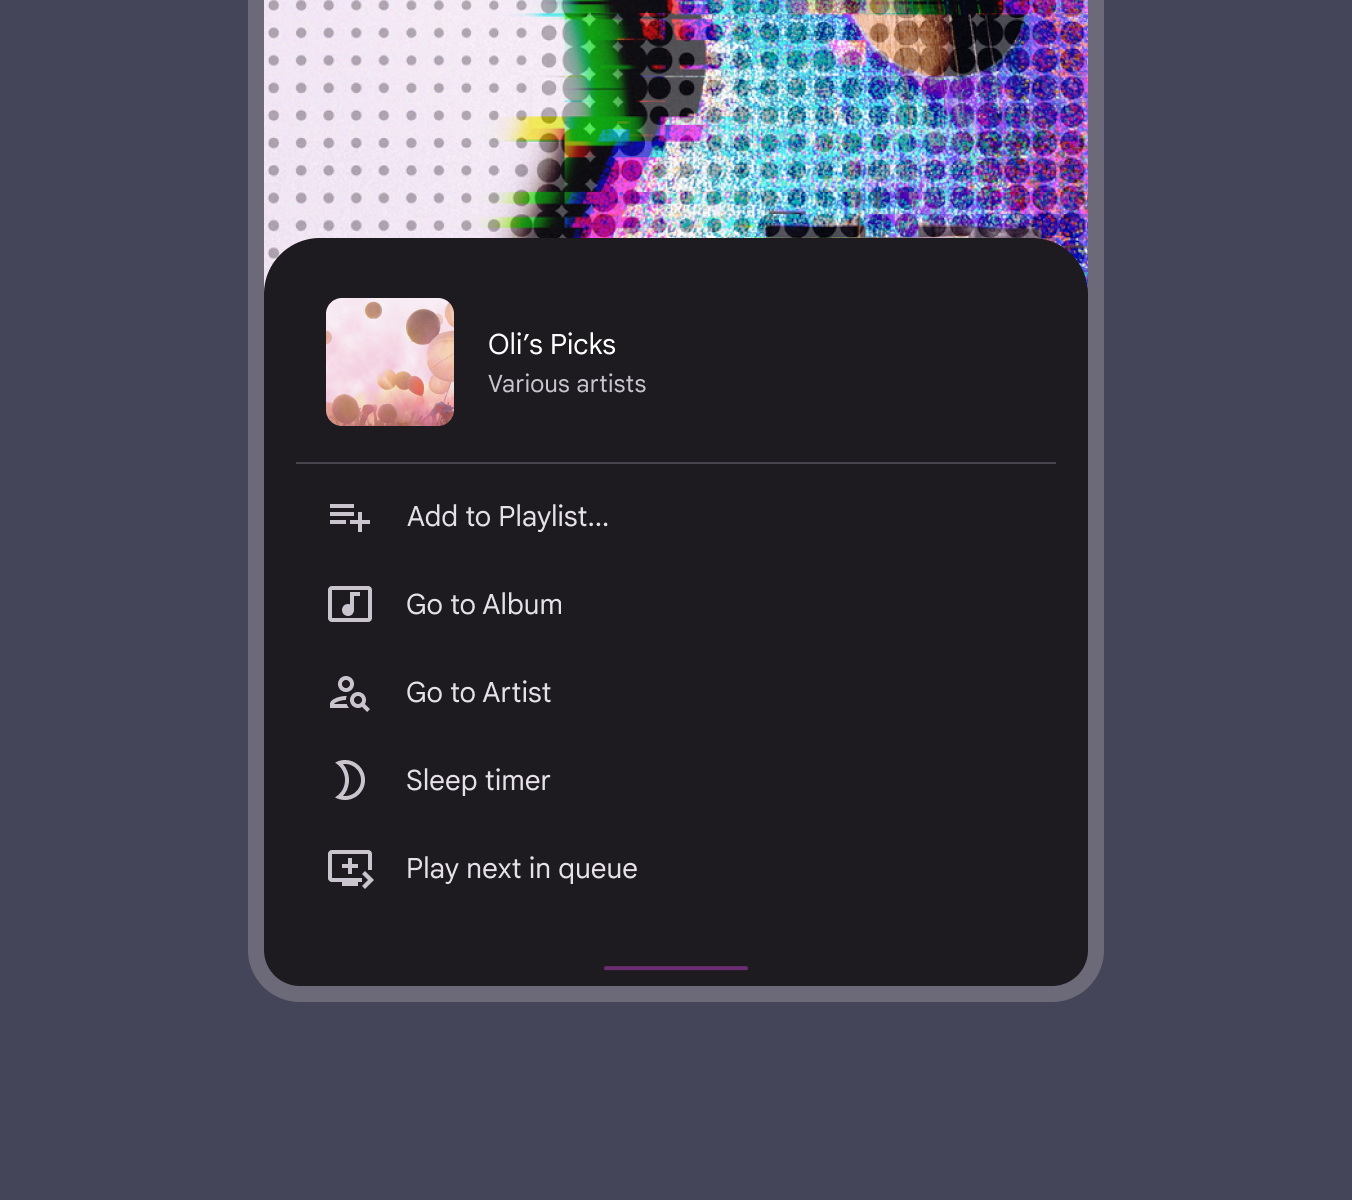 Oli’s Picks
Various artists
Add to Playlist...
Go to Album
Go to Artist
Sleep timer
Play next in queue